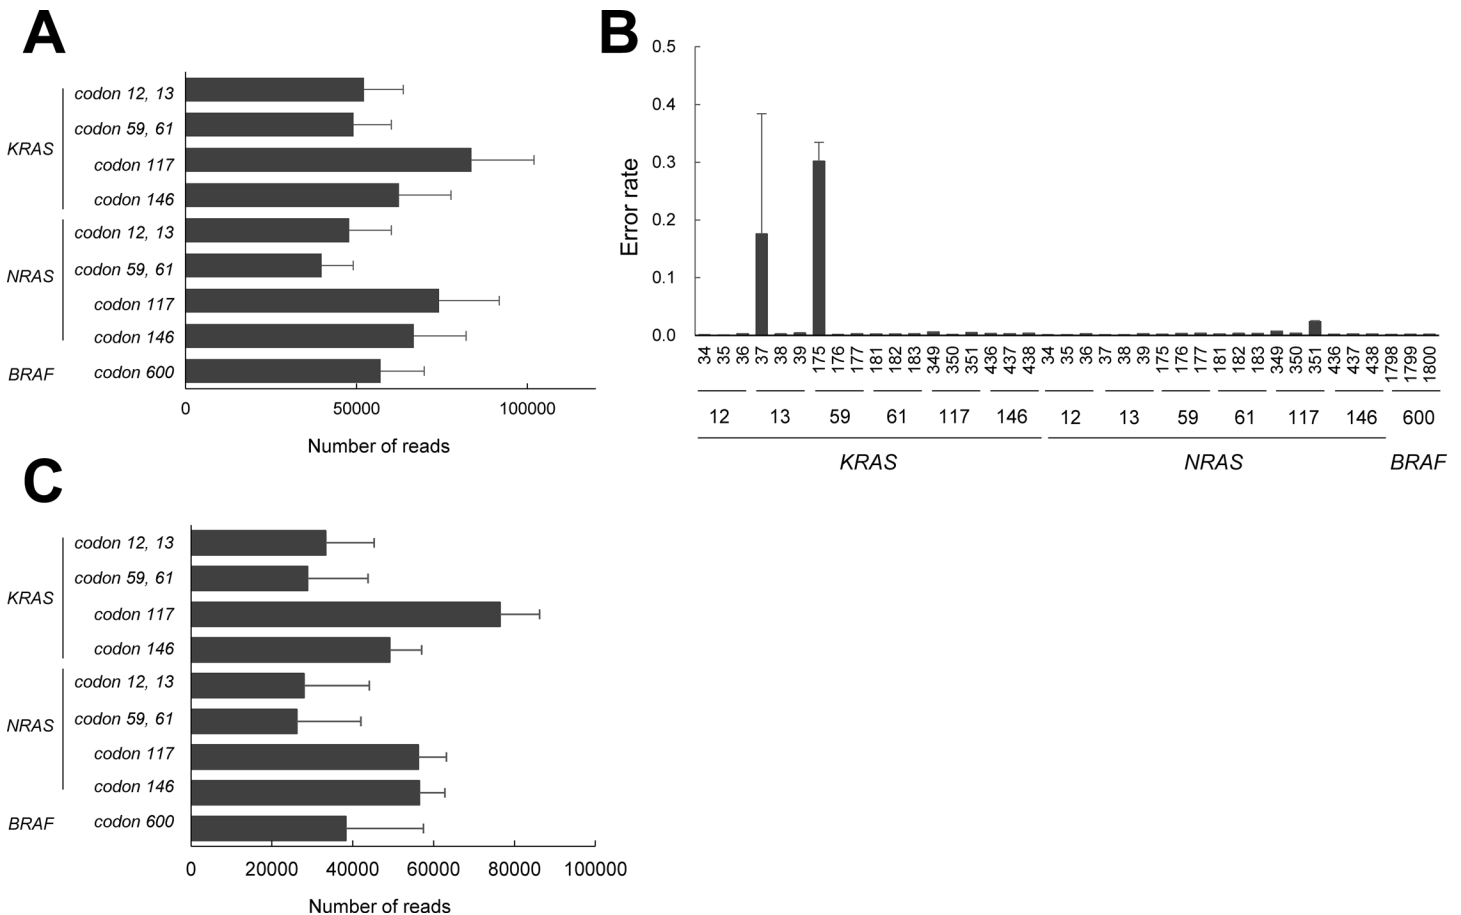 A
KRAS
codon 12, 13
codon 59, 61
codon 117
codon 146
NRAS
codon 12, 13
codon 59, 61
codon 117
codon 146
BRAF
codon 600
0 50000 100000
Number of reads
B
Error rate
0.5
0.4
0.3
0.2
0.1
0.0
34 35 36 37 38 39 175 176 177 181 182 183 349 350 351 436 437 438 34 35 36 37 38 39 175 176 177 181 182 183 349 350 351 436 437 438 1798 1799 1800
12 13 59 61 117 146 12 13 59 61 117 146 600
KRAS NRAS BRAF
C
KRAS
codon 12, 13
codon 59, 61
codon 117
codon 146
NRAS
codon 12, 13
codon 59, 61
codon 117
codon 146
BRAF
codon 600
0 20000 40000 60000 80000 100000
Number of reads